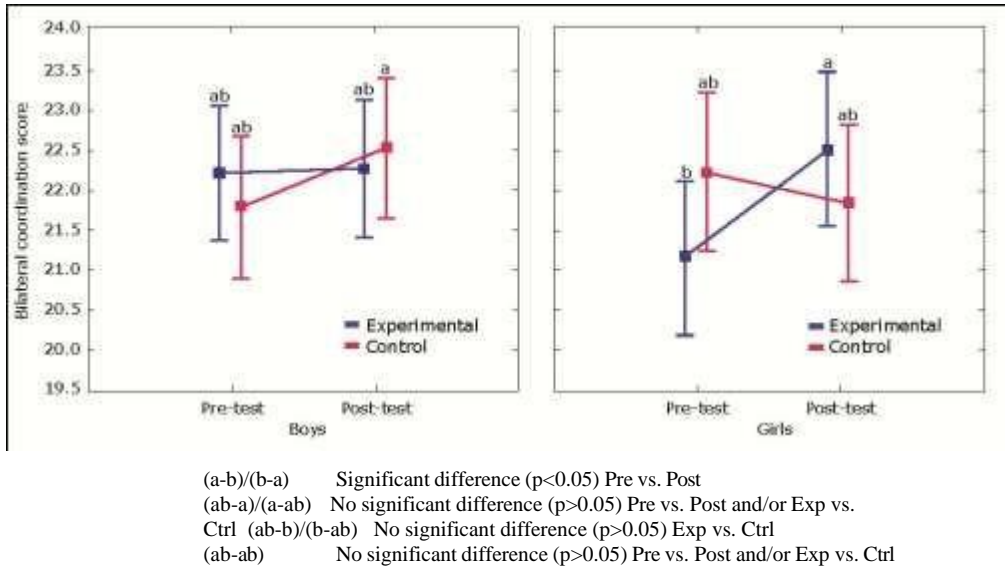 24.0
23.5
23.0
22.5
22.0
21.5
21.0
20.5
20.0
19.5
Bilateral coordination score
ab
ab
ab
a
Experimental
Control
Pre-test
Post-test
Boys
b
ab
a
ab
Experimental
Control
Pre-test
Post-test
Girls
(a-b)/(b-a) Significant difference (p<0.05) Pre vs. Post
(ab-a)/(a-ab) No significant difference (p>0.05) Pre vs. Post and/or Exp vs.
Ctrl (ab-b)/(b-ab) No significant difference (p>0.05) Exp vs. Ctrl
(ab-ab) No significant difference (p>0.05) Pre vs. Post and/or Exp vs. Ctrl